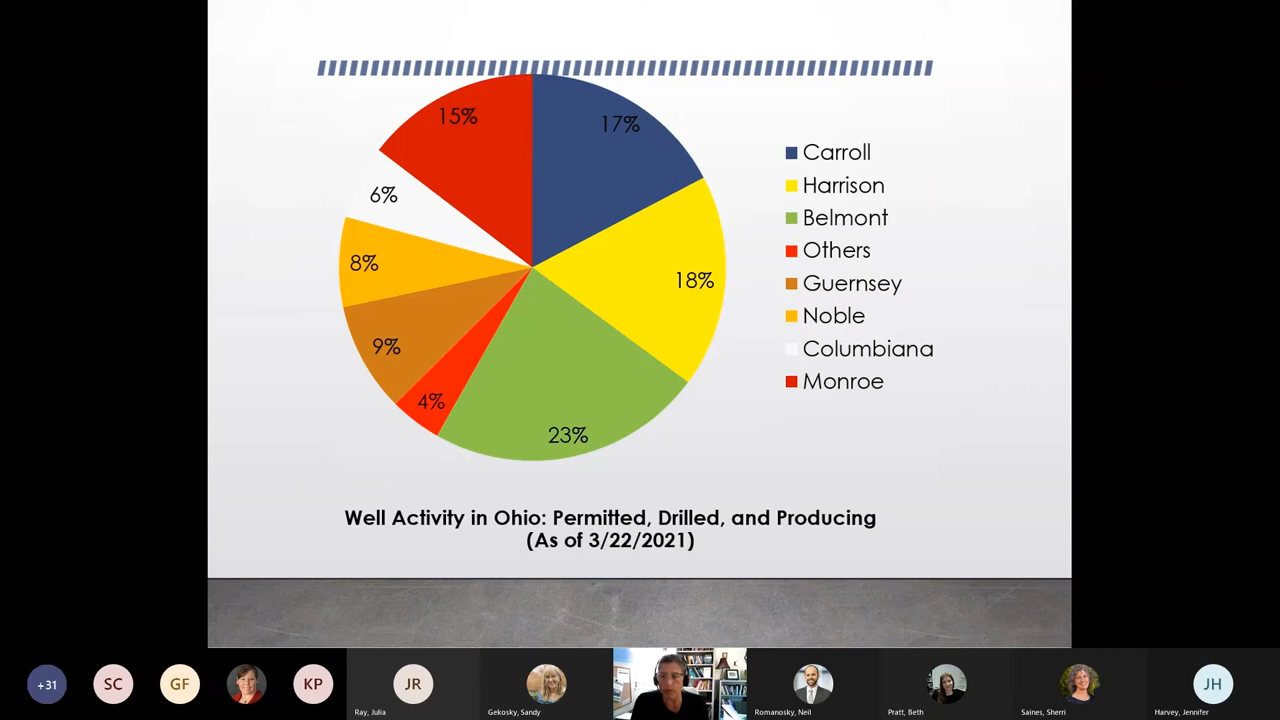 15%
17%
6%
18%
8%
9%
4%
23%
Carroll
Harrison
Belmont
Others
Guernsey
Noble
Columbiana
Monroe
Well Activity in Ohio: Permitted, Drilled, and Producing
(As of 3/22/2021)
+31
SC
GF
KP
JR
JH
Ray, Julia
Gekosky, Sandy
Romanosky, Neil
Pratt, Beth
Saines, Sherri
Harvey, Jennifer